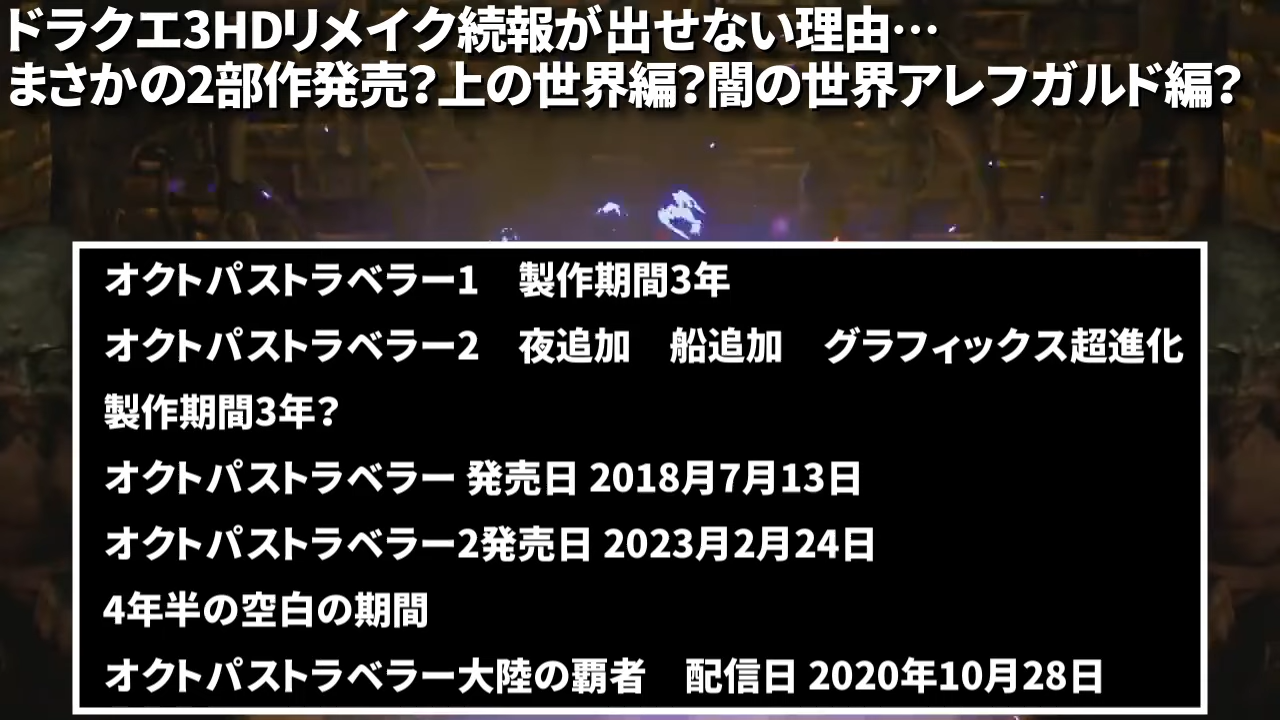 ドラクエ3HDリメイク続報が出せない理由…
まさかの2部作発売？上の世界編？闇の世界アレフガルド編？
オクトパストラベラー1　製作期間3年
オクトパストラベラー2　夜追加　船追加　グラフィックス超進化
製作期間3年？
オクトパストラベラー 発売日 2018月7月13日
オクトパストラベラー2発売日 2023月2月24日
4年半の空白の期間
オクトパストラベラー大陸の覇者　配信日 2020年10月28日